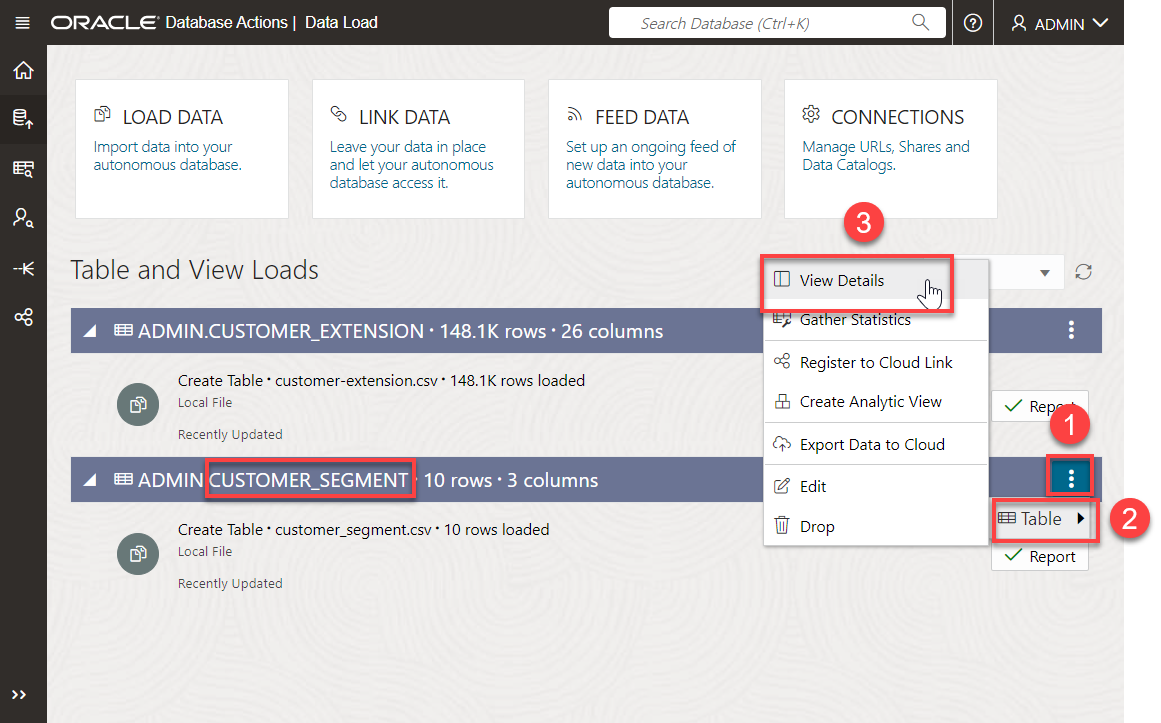 ORACLE Database Actions | Data Load
Search Database (Ctrl+K)
ADMIN
LOAD DATA
Import data into your
autonomous database.
LINK DATA
Leave your data in place
and let your autonomous
database access it.
FEED DATA
Set up an ongoing feed of
new data into your
autonomous database.
CONNECTIONS
Manage URLs, Shares and
Data Catalogs.
3
Table and View Loads
View Details
Gather Statistics
Register to Cloud Link
Create Analytic View
Export Data to Cloud
Edit
Drop
ADMIN.CUSTOMER_EXTENSION · 148.1K rows · 26 columns
Create Table · customer-extension.csv · 148.1K rows loaded
Local File
Recently Updated
Report
1
ADMIN.CUSTOMER_SEGMENT · 10 rows · 3 columns
Table
2
Create Table · customer_segment.csv · 10 rows loaded
Local File
Recently Updated
Report